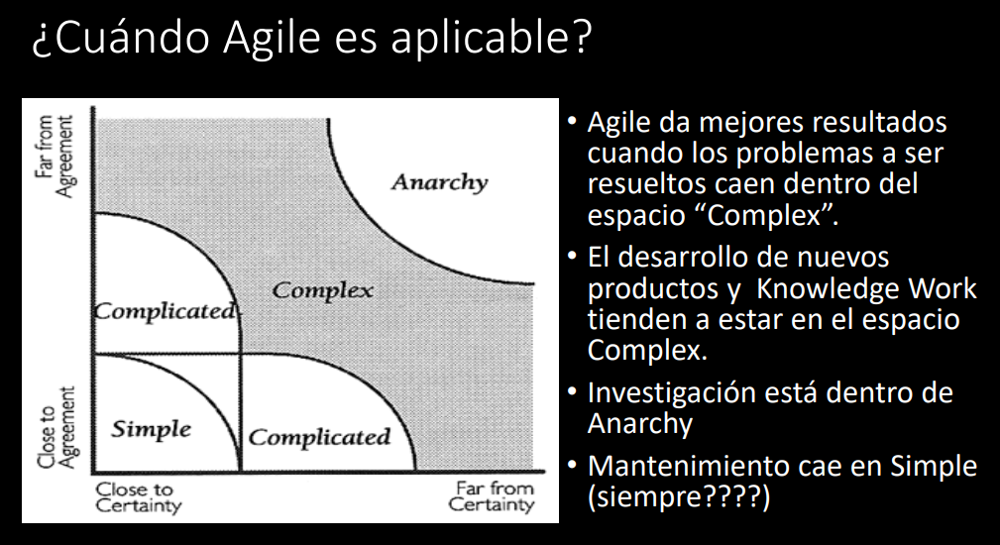 ¿Cuándo Agile es aplicable?
Far from
Agreement
Anarchy
Complex
Complicated
Simple
Complicated
Close to
Agreement
Close to
Certainty
Far from
Certainty
• Agile da mejores resultados
cuando los problemas a ser
resueltos caen dentro del
espacio “Complex”.
• El desarrollo de nuevos
productos y  Knowledge Work
tienden a estar en el espacio
Complex.
• Investigación está dentro de
Anarchy
• Mantenimiento cae en Simple
(siempre????)